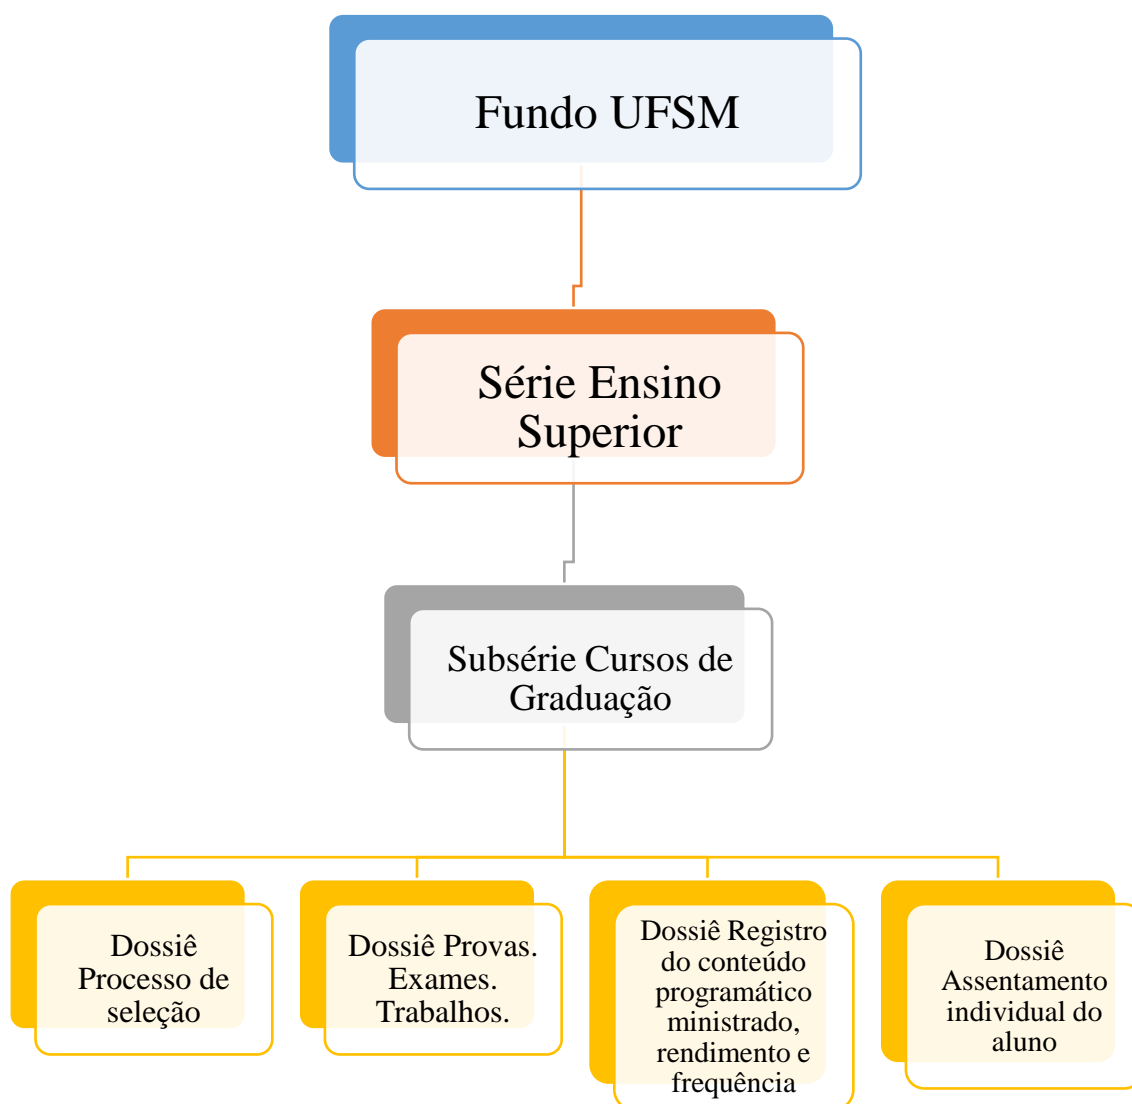 Fundo UFSM
Série Ensino
Superior
Subsérie Cursos de
Graduação
Dossiê
Processo de
seleção
Dossiê Provas.
Exames.
Trabalhos.
Dossiê Registro
do conteúdo
programático
ministrado,
rendimento e
frequência
Dossiê
Assentamento
individual do
aluno